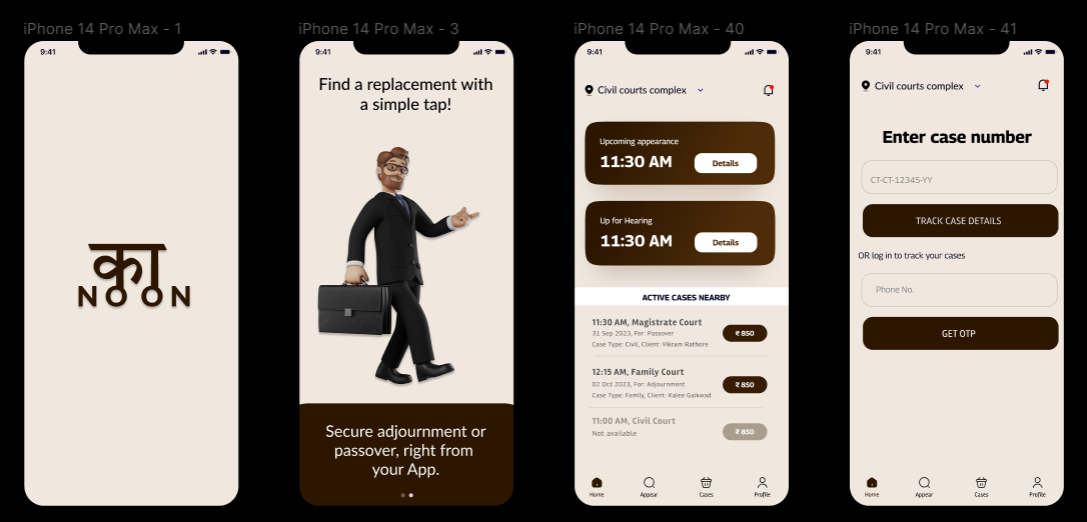 iPhone 14 Pro Max - 1
9:41
का
NOON
iPhone 14 Pro Max - 3
9:41
Find a replacement with
a simple tap!
Secure adjournment or
passover, right from
your App.
iPhone 14 Pro Max - 40
9:41
Civil courts complex
Upcoming appearance
11:30 AM
Details
Up for Hearing
11:30 AM
Details
ACTIVE CASES NEARBY
11:30 AM, Magistrate Court
31 Sep 2023, For: Passover
Case Type: Civil, Client: Vikram Rathore
₹ 850
12:15 AM, Family Court
02 Oct 2023, For: Adjournment
Case Type: Family, Client: Kalee Gaikwad
₹ 850
11:00 AM, Civil Court
Not available
₹ 850
Home
Appear
Cases
Profile
iPhone 14 Pro Max - 41
9:41
Civil courts complex
Enter case number
CT-CT-12345-YY
TRACK CASE DETAILS
OR log in to track your cases
Phone No.
GET OTP
Home
Appear
Cases
Profile